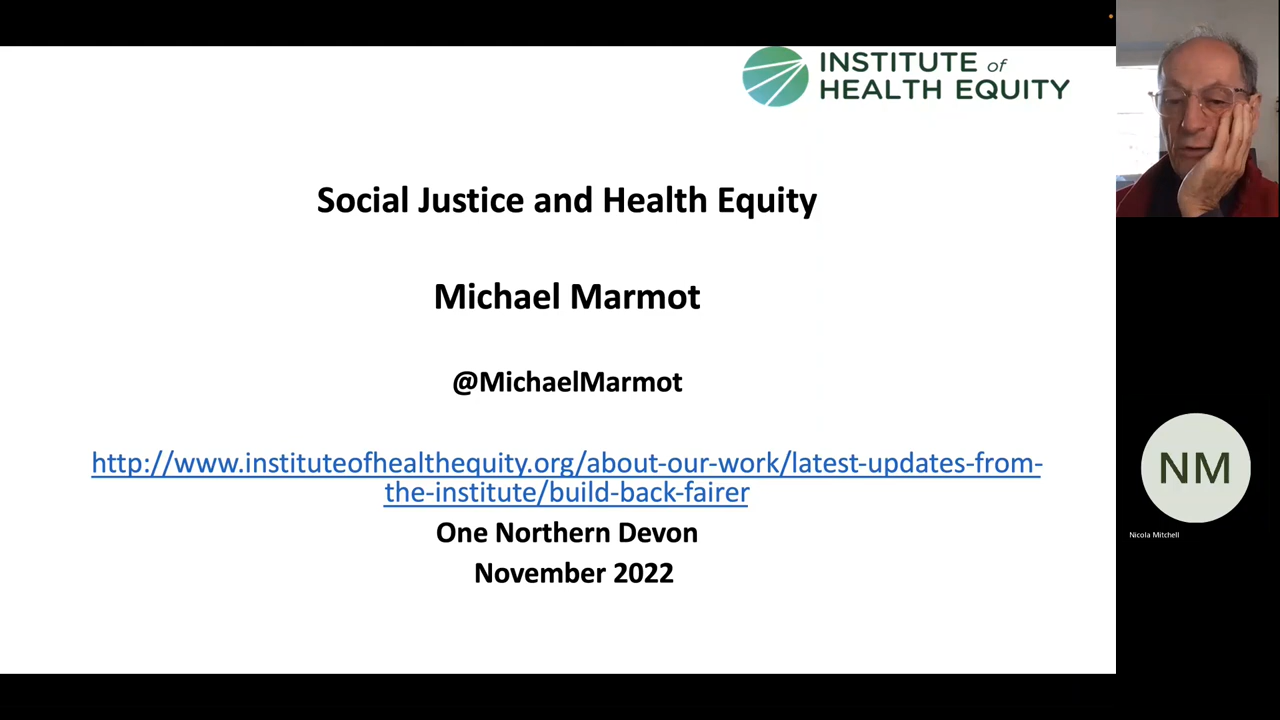 INSTITUTE of
HEALTH EQUITY
Social Justice and Health Equity
Michael Marmot
@MichaelMarmot
http://www.instituteofhealthequity.org/about-our-work/latest-updates-from-
the-institute/build-back-fairer
One Northern Devon
November 2022
NM
Nicola Mitchell